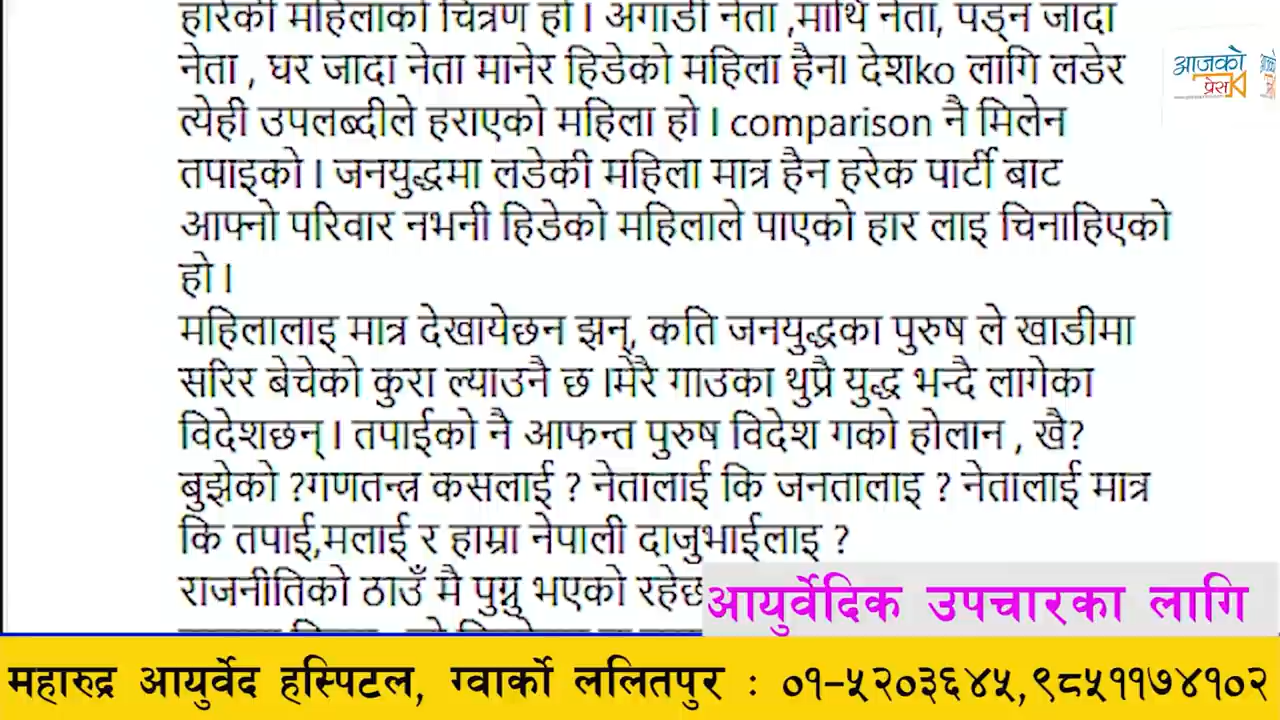 हारेकी महिलाको चित्रण हो । अगाडी नेता ,माथि नेता, पड्न जादा
नेता , घर जादा नेता मानेर हिडेको महिला हैन। देशko लागि लडेर
त्येही उपलब्दीले हराएको महिला हो । comparison नै मिलेन
तपाइको । जनयुद्धमा लडेकी महिला मात्र हैन हरेक पार्टी बाट
आफ्नो परिवार नभनी हिडेको महिलाले पाएको हार लाइ चिनाहिएको
हो ।
महिलालाइ मात्र देखायेछन झन्, कति जनयुद्धका पुरुष ले खाडीमा
सरिर बेचेको कुरा ल्याउनै छ ।मेरै गाउका थुप्रै युद्ध भन्दै लागेका
विदेशछन् । तपाईको नै आफन्त पुरुष विदेश गको होलान , खै?
बुझेको ?गणतन्त्र कसलाई ? नेतालाई कि जनतालाइ ? नेतालाई मात्र
कि तपाई,मलाई र हाम्रा नेपाली दाजुभाईलाइ ?
राजनीतिको ठाउँ मै पुग्नु भएको रहेछ
आजको
प्रेस
आयुर्वेदिक उपचारका लागि
महारुद्र आयुर्वेद हस्पिटल, ग्वार्को ललितपुर : ०१-५२०३६४५,९८५११७४१०२